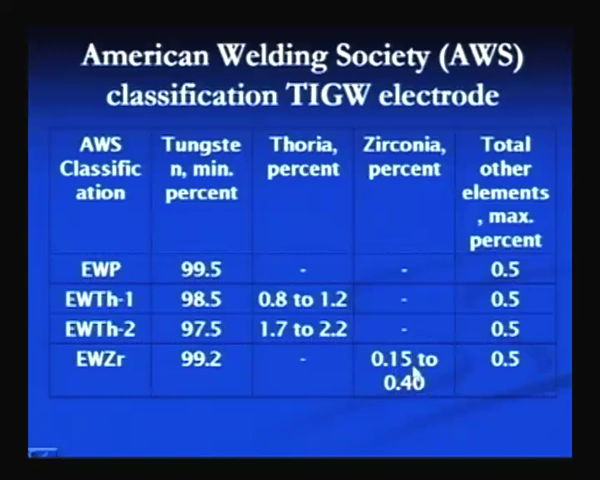 American Welding Society (AWS)
classification TIGW electrode
AWS Classific ation | Tungste n, min. percent | Thoria, percent | Zirconia, percent | Total other elements , max. percent
EWP | 99.5 | - | - | 0.5
EWTh-1 | 98.5 | 0.8 to 1.2 | - | 0.5
EWTh-2 | 97.5 | 1.7 to 2.2 | - | 0.5
EWZr | 99.2 | - | 0.15 to 0.40 | 0.5